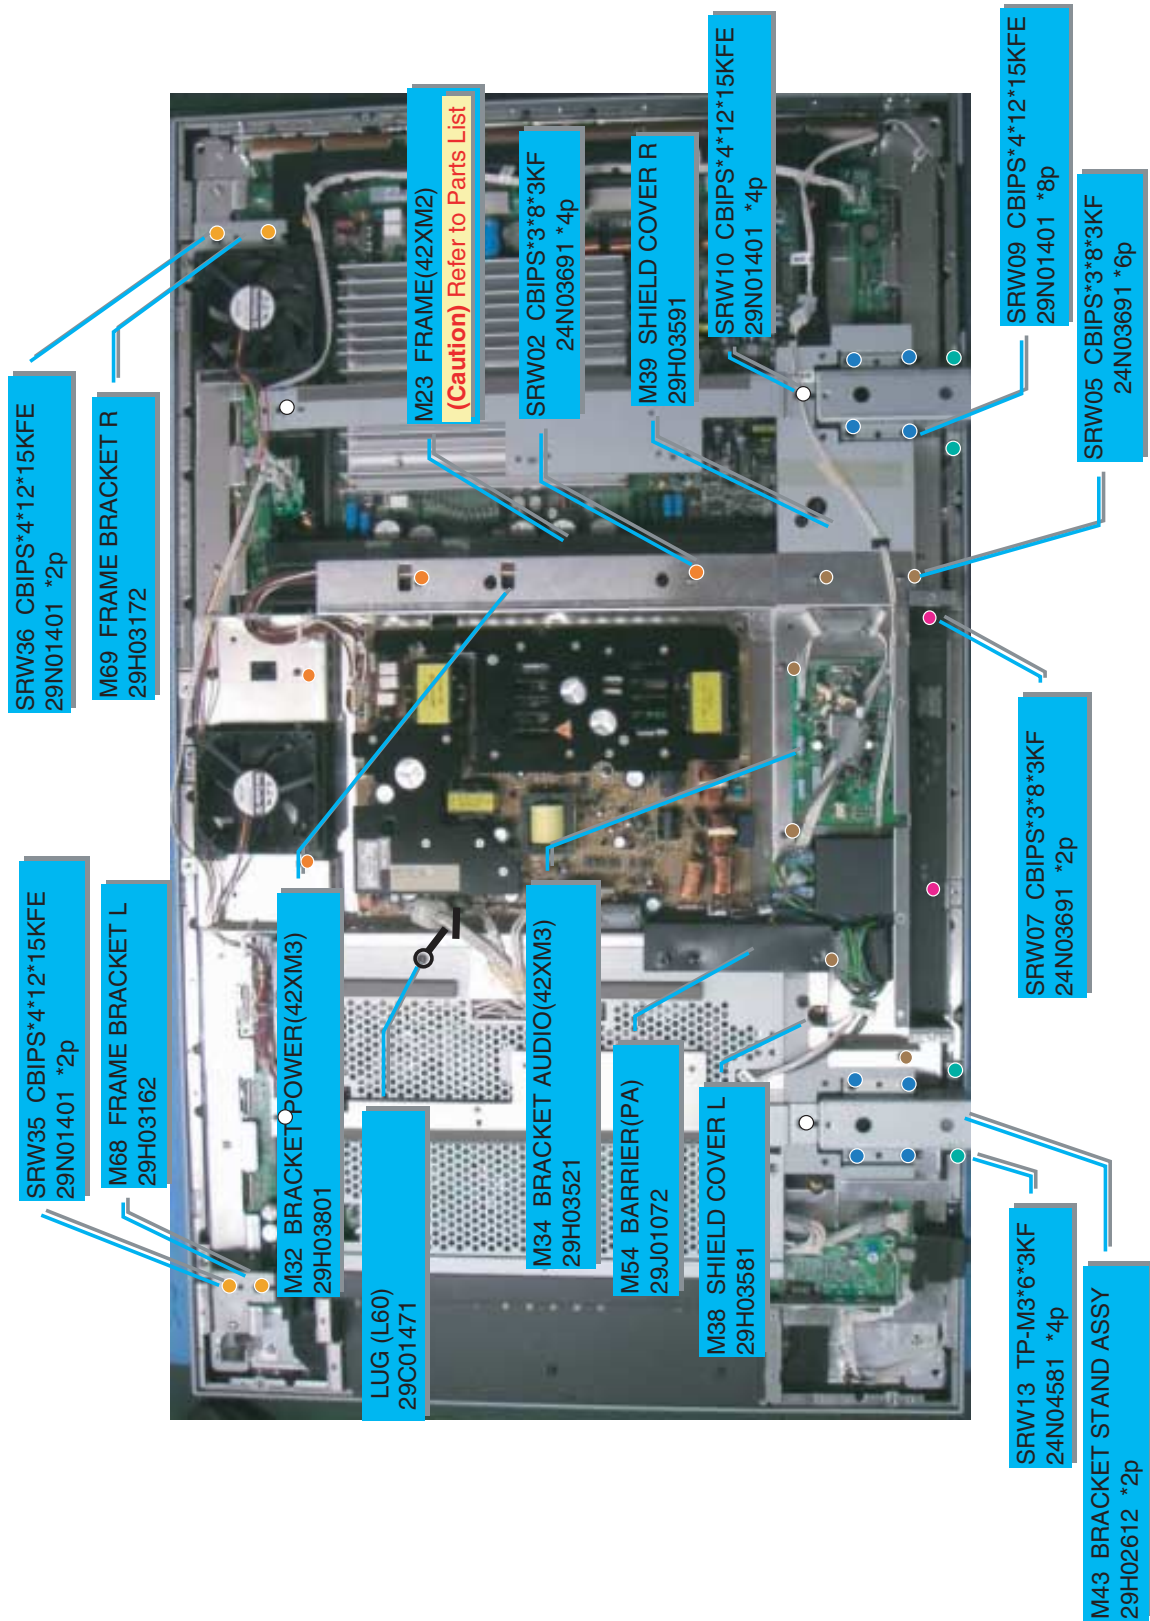 SRW36 CBIPS*4*12*15KFE
29N01401 *2p
M69 FRAME BRACKET R
29H03172
M23 FRAME(42XM2)
(Caution) Refer to Parts List
SRW02 CBIPS*3*8*3KF
24N03691 *4p
M39 SHIELD COVER R
29H03591
SRW10 CBIPS*4*12*15KFE
29N01401 *4p
SRW09 CBIPS*4*12*15KFE
29N01401 *8p
SRW05 CBIPS*3*8*3KF
24N03691 *6p
SRW35 CBIPS*4*12*15KFE
29N01401 *2p
M68 FRAME BRACKET L
29H03162
M32 BRACKET POWER(42XM3)
29H03801
LUG (L60)
29C01471
M34 BRACKET AUDIO(42XM3)
29H03521
M54 BARRIER(PA)
29J01072
M38 SHIELD COVER L
29H03581
SRW07 CBIPS*3*8*3KF
24N03691 *2p
SRW13 TP-M3*6*3KF
24N04581 *4p
M43 BRACKET STAND ASSY
29H02612 *2p